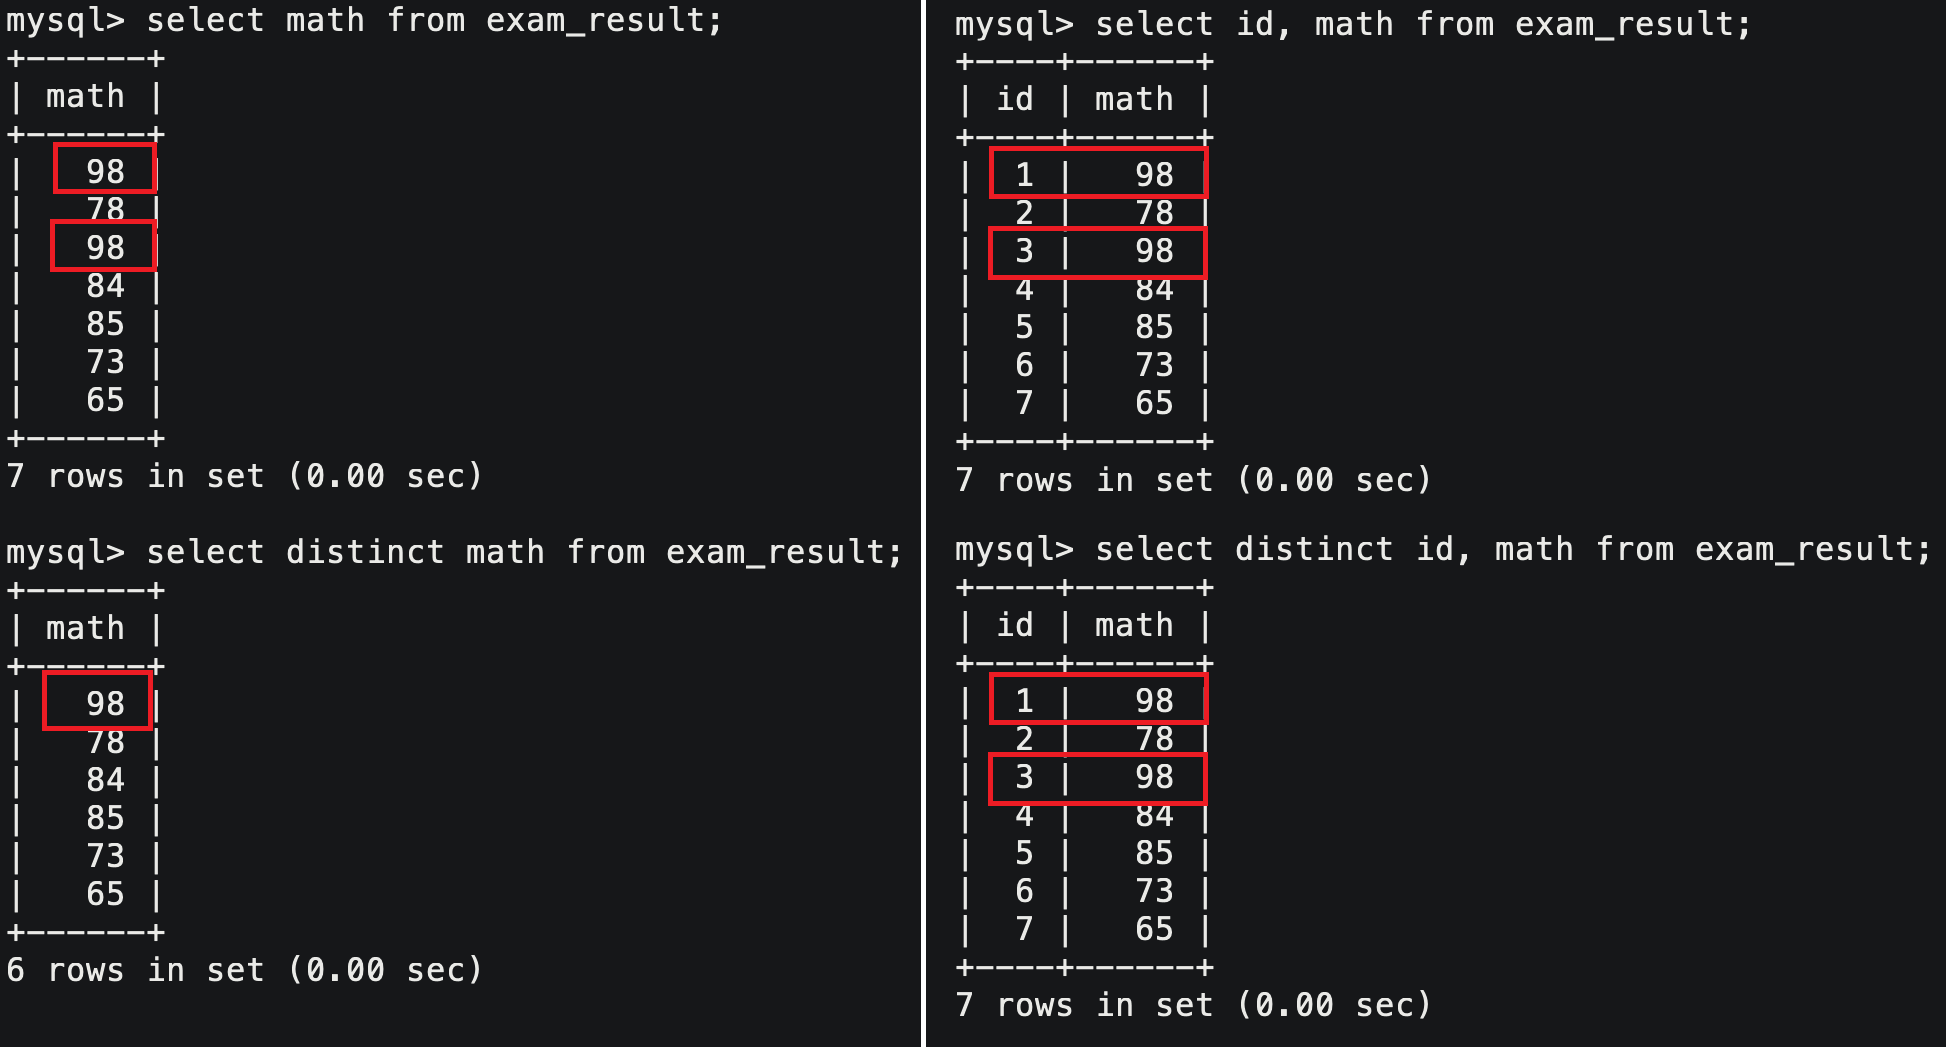 mysql> select math from exam_result;
+------+
| math |
+------+
|   98 |
|   78 |
|   98 |
|   84 |
|   85 |
|   73 |
|   65 |
+------+
7 rows in set (0.00 sec)

mysql> select distinct math from exam_result;
+------+
| math |
+------+
|   98 |
|   78 |
|   84 |
|   85 |
|   73 |
|   65 |
+------+
6 rows in set (0.00 sec)

mysql> select id, math from exam_result;
+----+------+
| id | math |
+----+------+
|  1 |   98 |
|  2 |   78 |
|  3 |   98 |
|  4 |   84 |
|  5 |   85 |
|  6 |   73 |
|  7 |   65 |
+----+------+
7 rows in set (0.00 sec)

mysql> select distinct id, math from exam_result;
+----+------+
| id | math |
+----+------+
|  1 |   98 |
|  2 |   78 |
|  3 |   98 |
|  4 |   84 |
|  5 |   85 |
|  6 |   73 |
|  7 |   65 |
+----+------+
7 rows in set (0.00 sec)